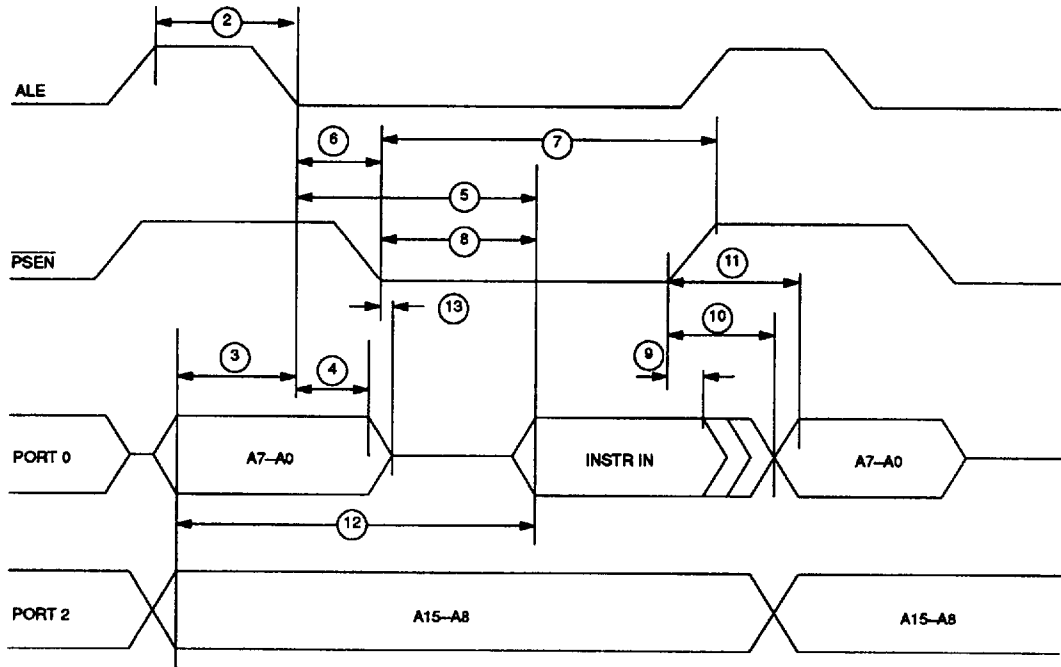 2
ALE
6
7
5
8
PSEN
11
13
10
9
3
4
PORT 0
A7–A0
INSTR IN
A7–A0
12
PORT 2
A15–A8
A15–A8